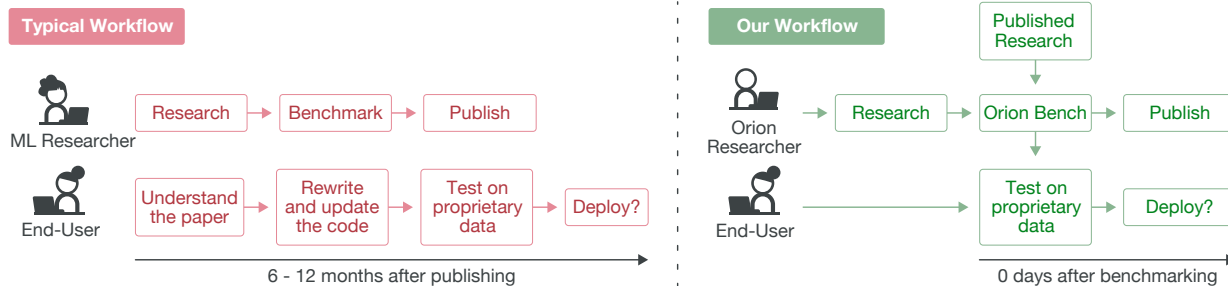 Typical Workflow
ML Researcher
Research
Benchmark
Publish
End-User
Understand
the paper
Rewrite
and update
the code
Test on
proprietary
data
Deploy?
6 - 12 months after publishing
Our Workflow
Published
Research
Orion
Researcher
Research
Orion Bench
Publish
End-User
Test on
proprietary
data
Deploy?
0 days after benchmarking